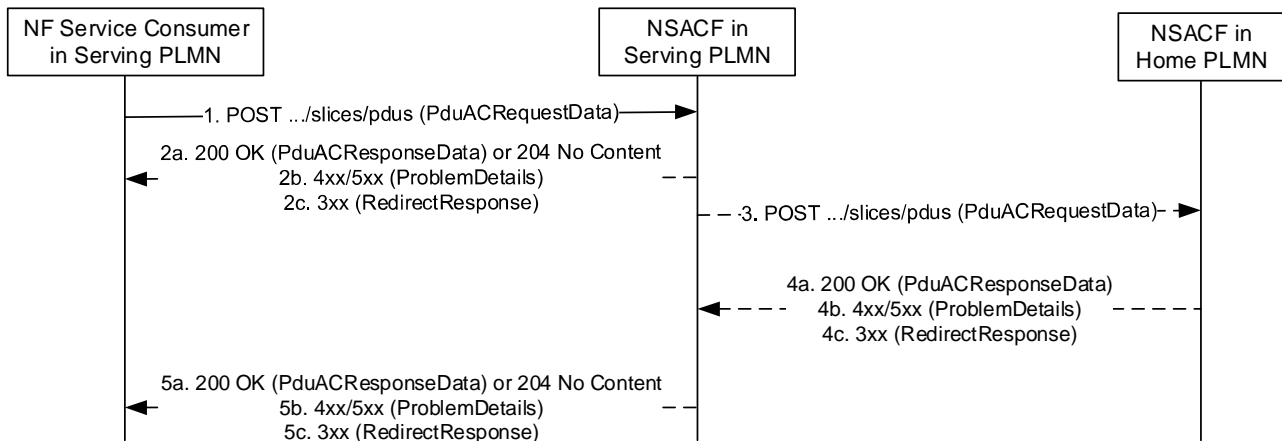 NF Service Consumer
in Serving PLMN
NSACF in
Serving PLMN
NSACF in
Home PLMN
1. POST .../slices/pdus (PduACRequestData)
2a. 200 OK (PduACResponseData) or 204 No Content
2b. 4xx/5xx (ProblemDetails)
2c. 3xx (RedirectResponse)
3. POST .../slices/pdus (PduACRequestData)
4a. 200 OK (PduACResponseData)
4b. 4xx/5xx (ProblemDetails)
4c. 3xx (RedirectResponse)
5a. 200 OK (PduACResponseData) or 204 No Content
5b. 4xx/5xx (ProblemDetails)
5c. 3xx (RedirectResponse)